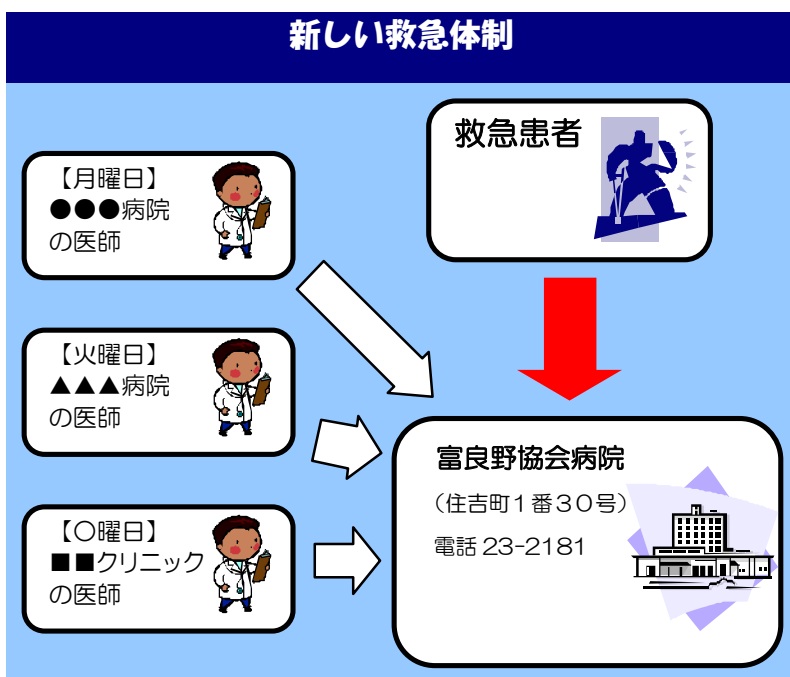 新しい救急体制
救急患者
【月曜日】
●●●病院
の医師
【火曜日】
▲▲▲病院
の医師
【〇曜日】
■■クリニック
の医師
富良野協会病院
(住吉町1番30号)
電話 23-2181